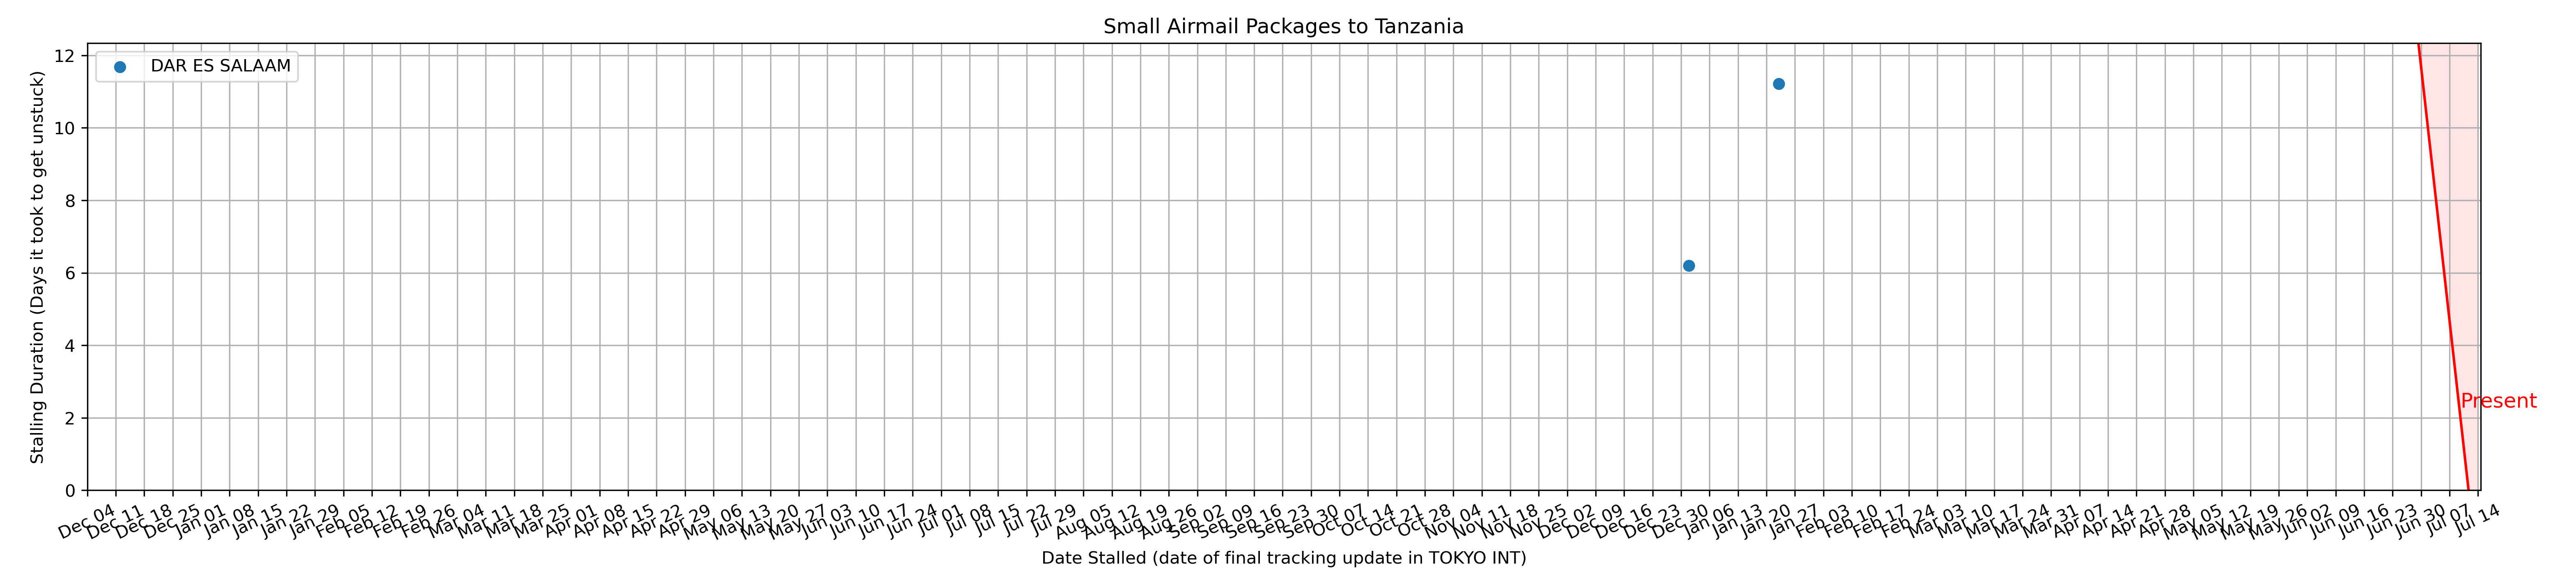 Small Airmail Packages to Tanzania
DAR ES SALAAM
Stalling Duration (Days it took to get unstuck)
12
10
8
6
4
2
0
Present
Dec 04 Dec 11 Dec 18 Dec 25 Jan 01 Jan 08 Jan 15 Jan 22 Jan 29 Feb 05 Feb 12 Feb 19 Feb 26 Mar 04 Mar 11 Mar 18 Mar 25 Apr 01 Apr 08 Apr 15 Apr 22 Apr 29 May 06 May 13 May 20 May 27 Jun 03 Jun 10 Jun 17 Jun 24 Jul 01 Jul 08 Jul 15 Jul 22 Jul 29 Aug 05 Aug 12 Aug 19 Aug 26 Sep 02 Sep 09 Sep 16 Sep 23 Sep 30 Oct 07 Oct 14 Oct 21 Oct 28 Nov 04 Nov 11 Nov 18 Nov 25 Dec 02 Dec 09 Dec 16 Dec 23 Dec 30 Jan 06 Jan 13 Jan 20 Jan 27 Feb 03 Feb 10 Feb 17 Feb 24 Mar 03 Mar 10 Mar 17 Mar 24 Mar 31 Apr 07 Apr 14 Apr 21 Apr 28 May 05 May 12 May 19 May 26 Jun 02 Jun 09 Jun 16 Jun 23 Jun 30 Jul 07 Jul 14
Date Stalled (date of final tracking update in TOKYO INT)